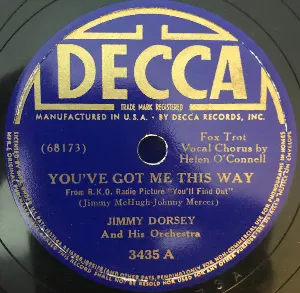 DECCA
TRADE MARK REGISTERED
MANUFACTURED IN U.S.A. • BY DECCA RECORDS, INC.
(68173)
Fox Trot
Vocal Chorus by
Helen O'Connell
YOU'VE GOT ME THIS WAY
From R.K.O. Radio Picture "You'll Find Out"
(Jimmy McHugh-Johnny Mercer)
JIMMY DORSEY
And His Orchestra
3435 A